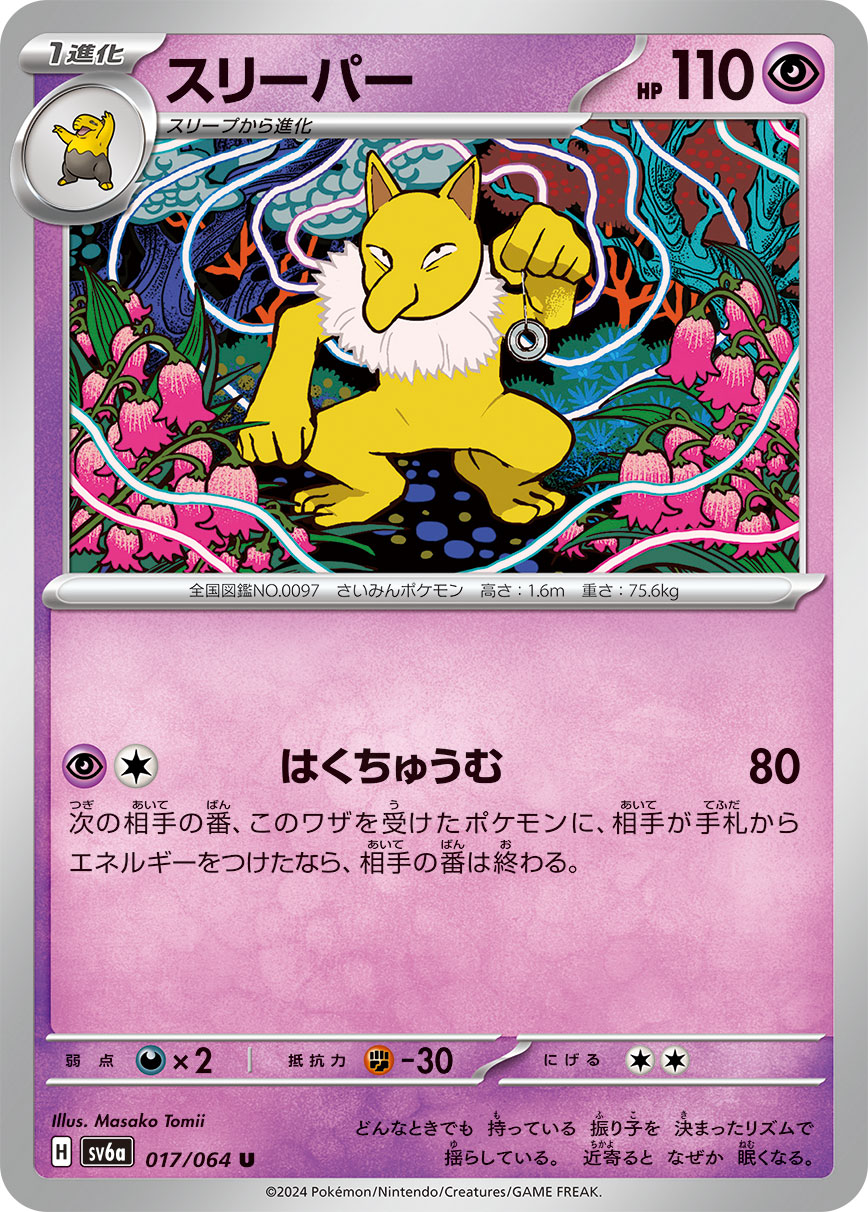 1進化
スリーパー
HP 110
スリープから進化
全国図鑑NO.0097 さいみんポケモン 高さ:1.6m 重さ:75.6kg
はくちゅうむ 80
次の相手の番、このワザを受けたポケモンに、相手が手札から
エネルギーをつけたなら、相手の番は終わる。
弱点 ×2 抵抗力 -30 にげる
Illus. Masako Tomii
どんなときでも 持っている 振り子を 決まったリズムで
揺らしている。 近寄ると なぜか 眠くなる。
H sv6a 017/064 U
©2024 Pokémon/Nintendo/Creatures/GAME FREAK.